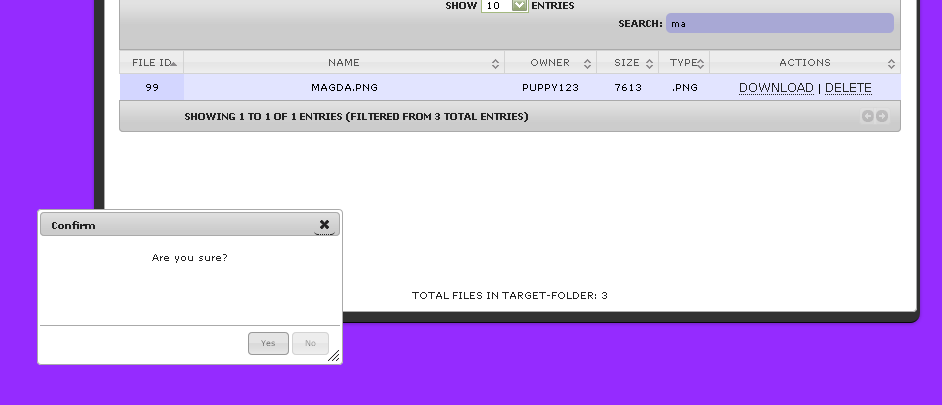 SHOW 10 ENTRIES
SEARCH: ma
FILE ID NAME OWNER SIZE TYPE ACTIONS
99 MAGDA.PNG PUPPY123 7613 .PNG DOWNLOAD | DELETE
SHOWING 1 TO 1 OF 1 ENTRIES (FILTERED FROM 3 TOTAL ENTRIES)
Confirm
Are you sure?
TOTAL FILES IN TARGET-FOLDER: 3
Yes No